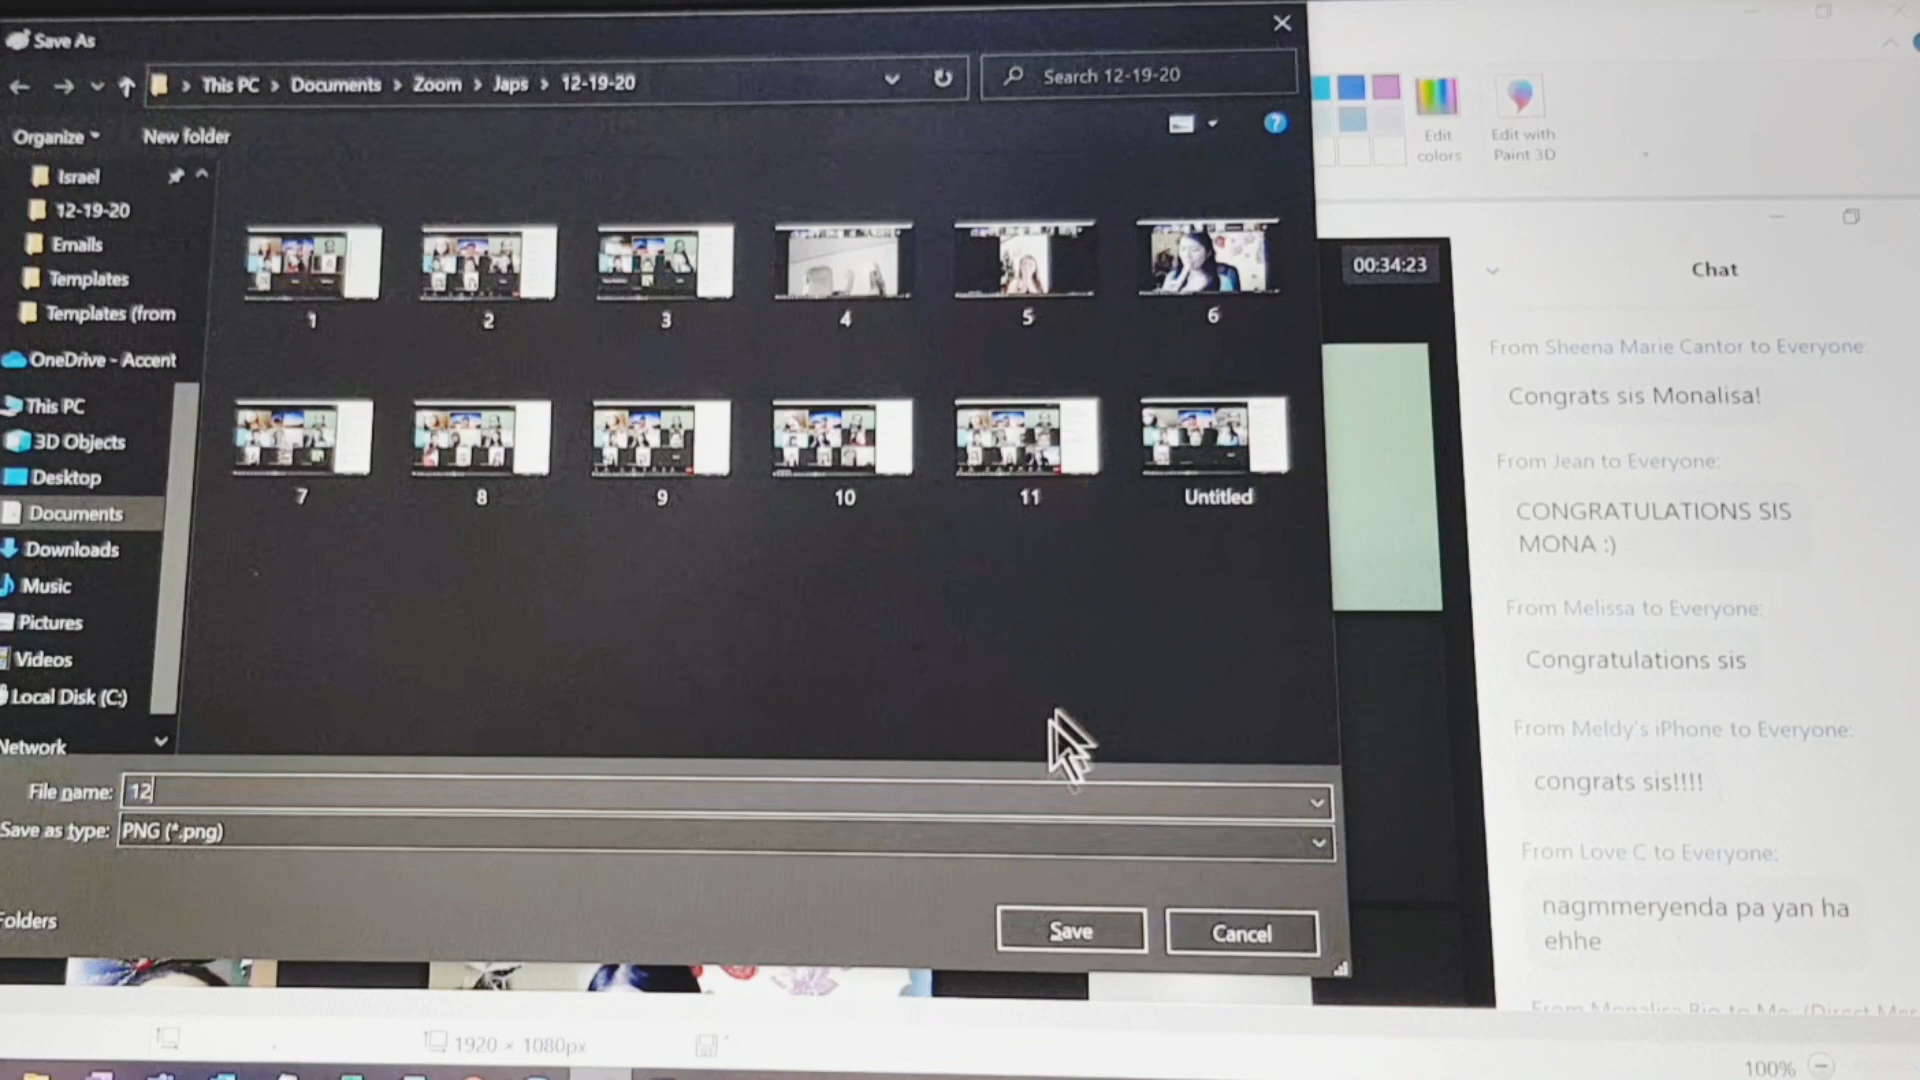 Save As
This PC > Documents > Zoom > Japs > 12-19-20
Search 12-19-20
Organize
New folder
Israel
12-19-20
Emails
Templates
Templates (from
OneDrive - Accent
This PC
3D Objects
Desktop
Documents
Downloads
Music
Pictures
Videos
Local Disk (C:)
Network
1
2
3
4
5
6
7
8
9
10
11
Untitled
File name: 12
Save as type: PNG (*.png)
Folders
Save
Cancel
Edit colors
Edit with Paint 3D
00:34:23
Chat
From Sheena Marie Cantor to Everyone:
Congrats sis Monalisa!
From Jean to Everyone:
CONGRATULATIONS SIS
MONA :)
From Melissa to Everyone:
Congratulations sis
From Meldy's iPhone to Everyone:
congrats sis!!!!
From Love C to Everyone:
nagmmeryenda pa yan ha
ehhe
1920 × 1080px
100%